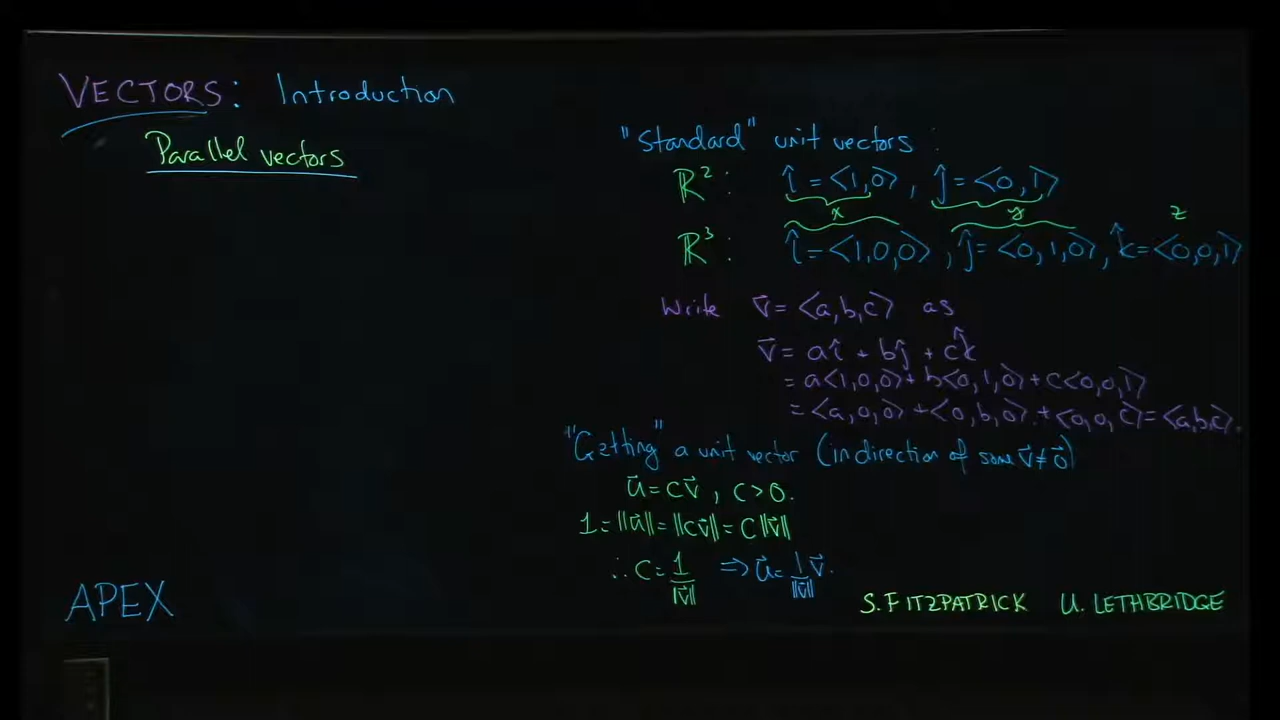 VECTORS: Introduction
Parallel vectors
"Standard" unit vectors :
ℝ²: î = ⟨1,0⟩, ĵ = ⟨0,1⟩
x y z
ℝ³: î = ⟨1,0,0⟩, ĵ = ⟨0,1,0⟩, k̂ = ⟨0,0,1⟩
Write v⃗ = ⟨a,b,c⟩ as
v⃗ = aî + bĵ + ck̂
= a⟨1,0,0⟩ + b⟨0,1,0⟩ + c⟨0,0,1⟩
= ⟨a,0,0⟩ + ⟨0,b,0⟩ + ⟨0,0,c⟩ = ⟨a,b,c⟩.
"Getting" a unit vector (in direction of some v⃗ ≠ 0⃗)
u⃗ = cv⃗, c > 0.
1 = ||u⃗|| = ||cv⃗|| = c||v⃗||
∴ c = 1/||v⃗|| ⟹ u⃗ = 1/||v⃗|| v⃗.
APEX
S. FITZPATRICK U. LETHBRIDGE